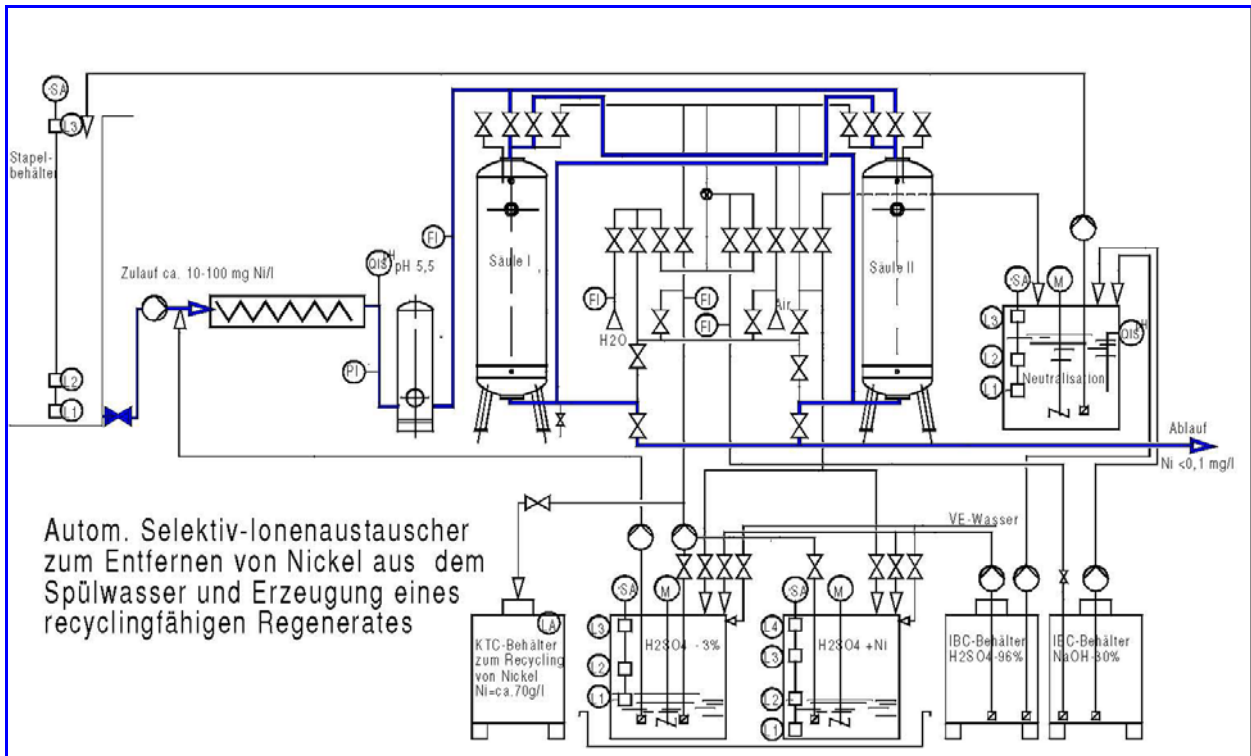 SA
L3
Stapel-
behälter
L2
L1
Zulauf ca. 10-100 mg Ni/l
QIS
pH
pH 5,5
FI
PI
Säule I
FI
H2O
FI
FI
Air
Säule II
SA
M
L3
L2
L1
QIS
pH
Neutralisation
Ablauf
Ni <0,1 mg/l
VE-Wasser
Autom. Selektiv-Ionenaustauscher
zum Entfernen von Nickel aus dem
Spülwasser und Erzeugung eines
recyclingfähigen Regenerates
LA
KTC-Behälter
zum Recycling
von Nickel
Ni=ca.70g/l
SA
M
L3
H2SO4 - 3%
L2
L1
SA
M
L4
H2SO4 +Ni
L3
L2
L1
IBC-Behälter
H2SO4-96%
IBC-Behälter
NaOH-30%